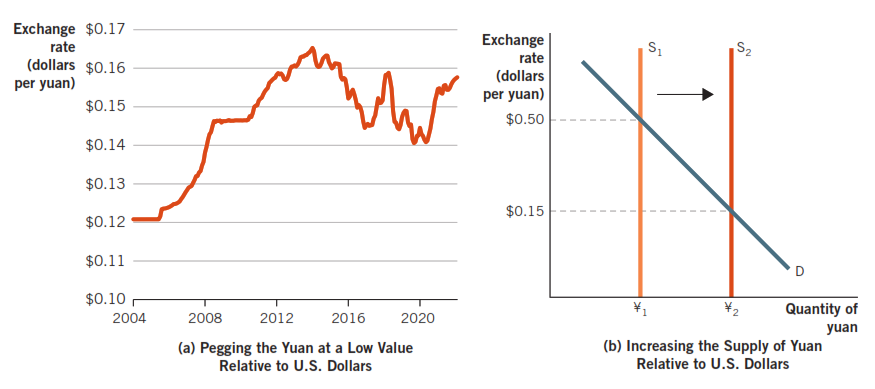 Exchange
rate
(dollars
per yuan)
$0.17
$0.16
$0.15
$0.14
$0.13
$0.12
$0.11
$0.10
2004 2008 2012 2016 2020
(a) Pegging the Yuan at a Low Value
Relative to U.S. Dollars
Exchange
rate
(dollars
per yuan)
$0.50
$0.15
S₁
S₂
D
¥₁
¥₂
Quantity of
yuan
(b) Increasing the Supply of Yuan
Relative to U.S. Dollars